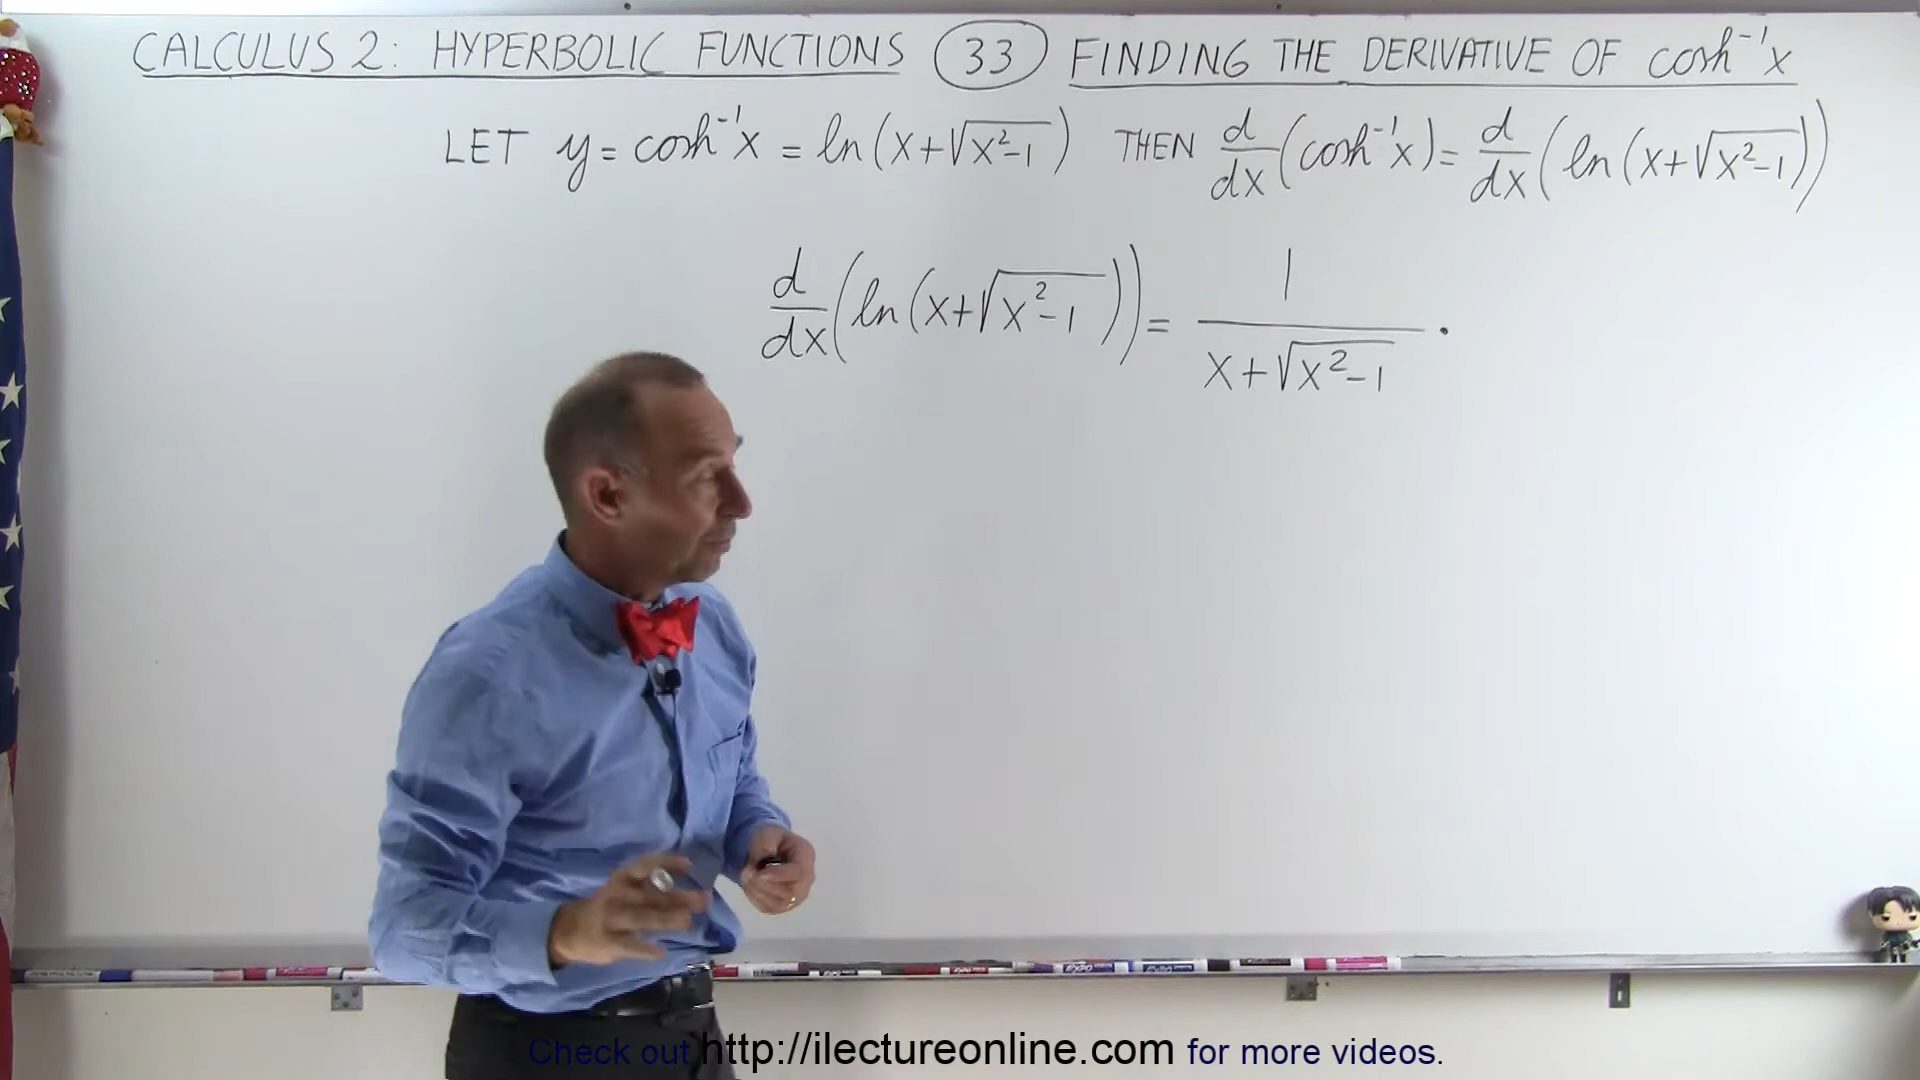 CALCULUS 2: HYPERBOLIC FUNCTIONS 33 FINDING THE DERIVATIVE OF cosh⁻¹x
LET y = cosh⁻¹x = ln(x+√(x²-1)) THEN d/dx(cosh⁻¹x) = d/dx(ln(x+√(x²-1)))
d/dx(ln(x+√(x²-1))) = 1/(x+√(x²-1)) ·
Check out http://ilectureonline.com for more videos.